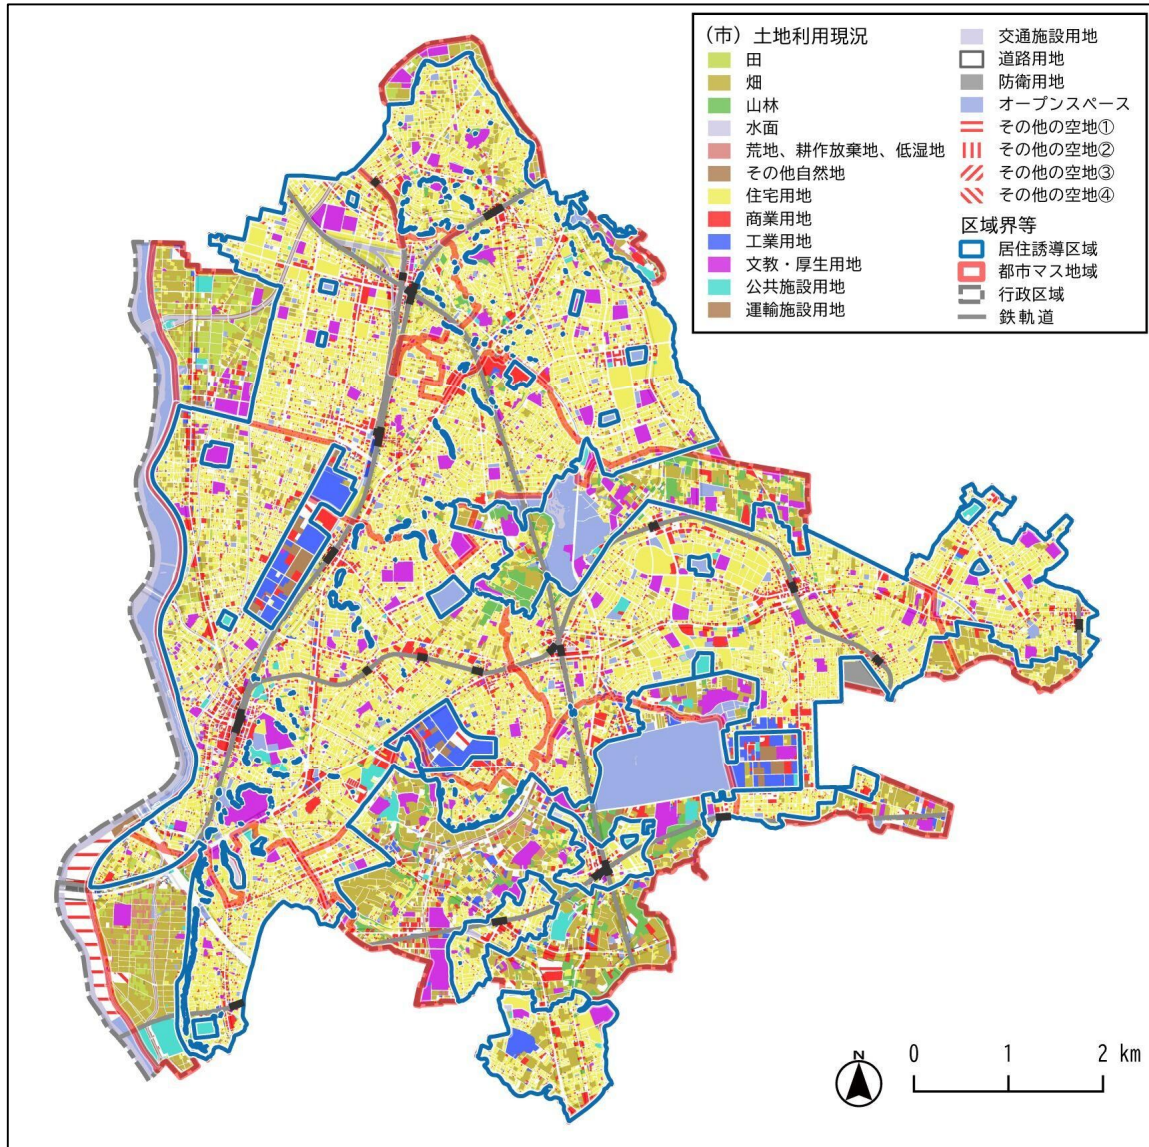 （市）土地利用現況
田
畑
山林
水面
荒地、耕作放棄地、低湿地
その他自然地
住宅用地
商業用地
工業用地
文教・厚生用地
公共施設用地
運輸施設用地
交通施設用地
道路用地
防衛用地
オープンスペース
その他の空地①
その他の空地②
その他の空地③
その他の空地④
区域界等
居住誘導区域
都市マス地域
行政区域
鉄軌道
N
0 1 2 km